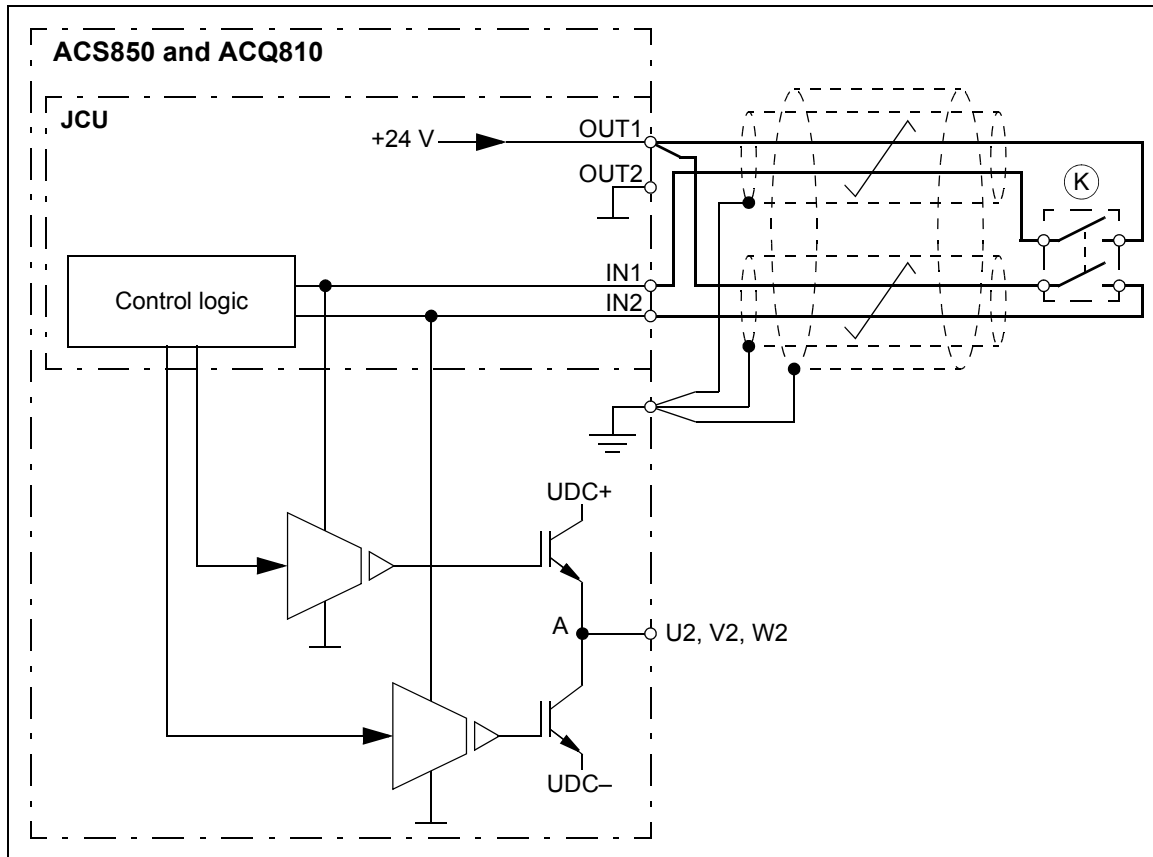 ACS850 and ACQ810
JCU
+24 V
OUT1
OUT2
K
IN1
IN2
Control logic
UDC+
A
U2, V2, W2
UDC–